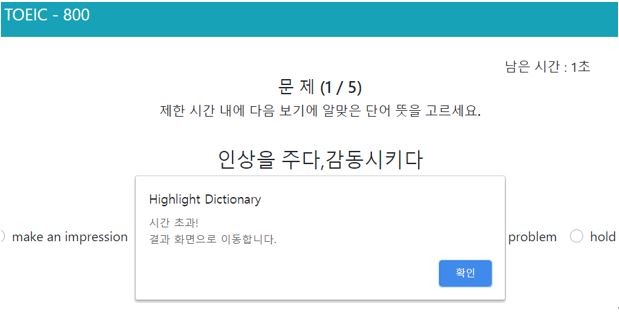 TOEIC - 800
남은 시간 : 1초
문 제 (1 / 5)
제한 시간 내에 다음 보기에 알맞은 단어 뜻을 고르세요.
인상을 주다,감동시키다
Highlight Dictionary
시간 초과!
결과 화면으로 이동합니다.
확인
make an impression problem hold